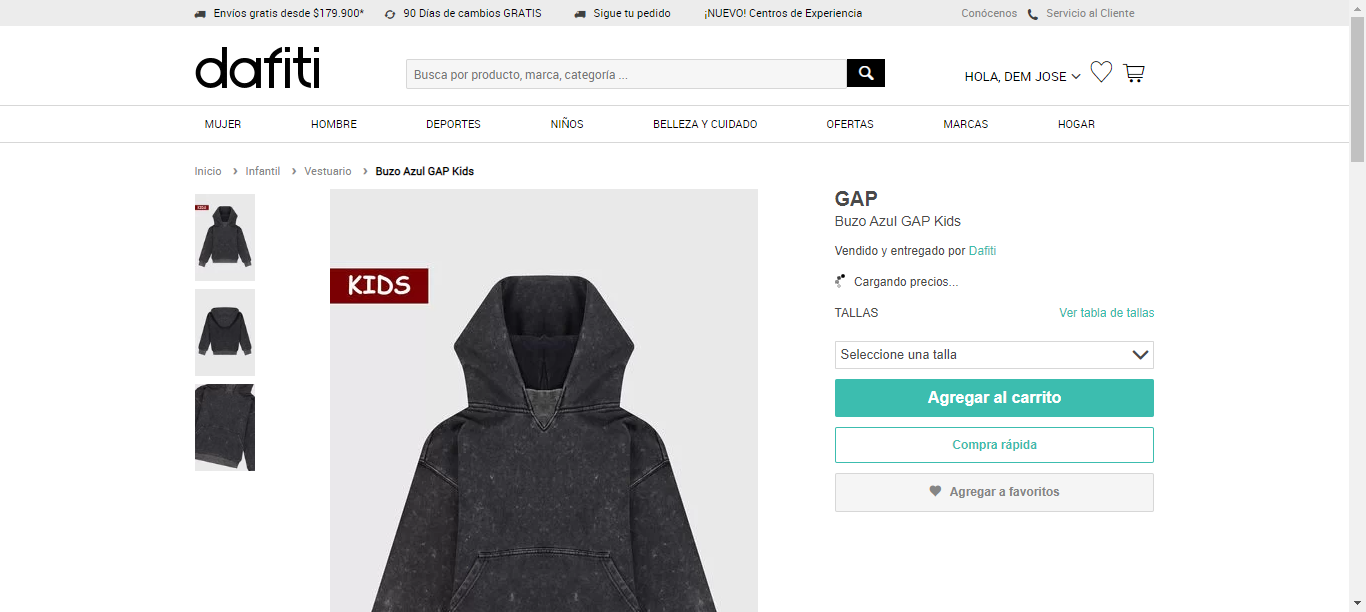 Envíos gratis desde $179.900* 90 Días de cambios GRATIS Sigue tu pedido ¡NUEVO! Centros de Experiencia Conócenos Servicio al Cliente
dafiti
Busca por producto, marca, categoría ...
HOLA, DEM JOSE
MUJER HOMBRE DEPORTES NIÑOS BELLEZA Y CUIDADO OFERTAS MARCAS HOGAR
Inicio › Infantil › Vestuario › Buzo Azul GAP Kids
KIDS
KIDS
GAP
Buzo Azul GAP Kids
Vendido y entregado por Dafiti
Cargando precios...
TALLAS Ver tabla de tallas
Seleccione una talla
Agregar al carrito
Compra rápida
Agregar a favoritos